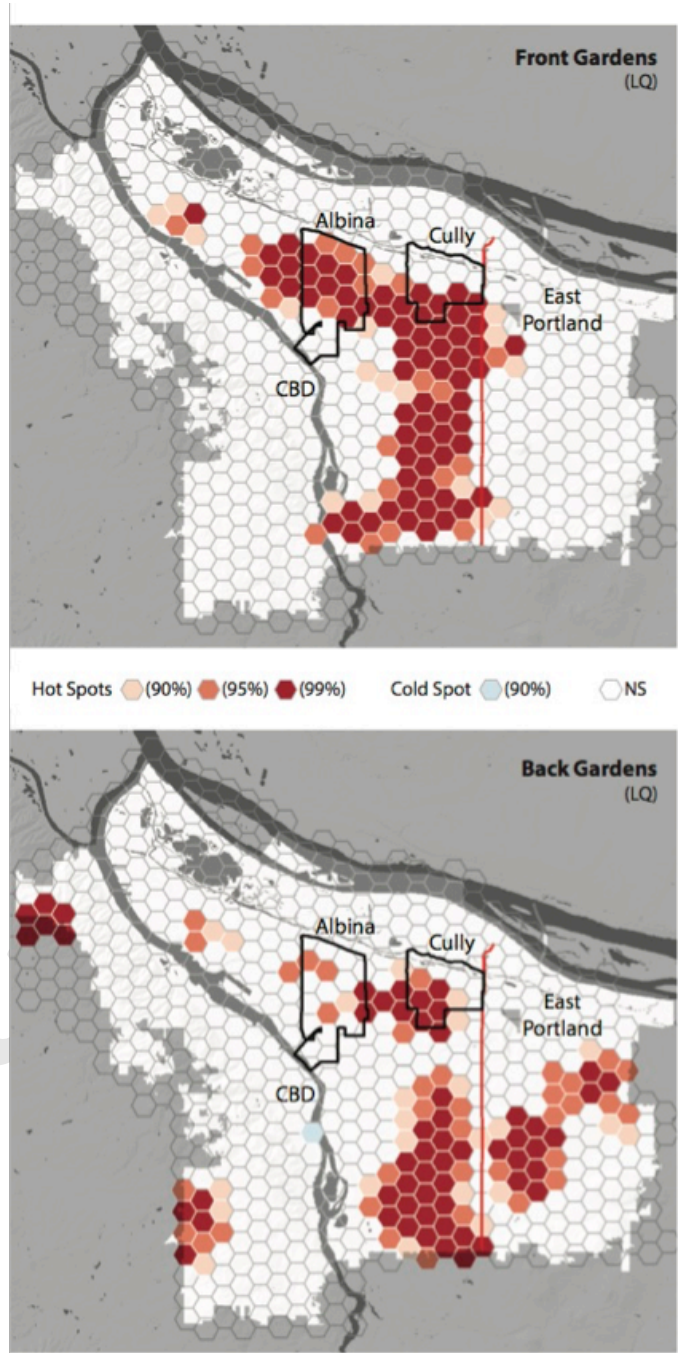 Front Gardens
(LQ)
Albina
Cully
East
Portland
CBD
Hot Spots (90%) (95%) (99%) Cold Spot (90%) NS
Back Gardens
(LQ)
Albina
Cully
East
Portland
CBD